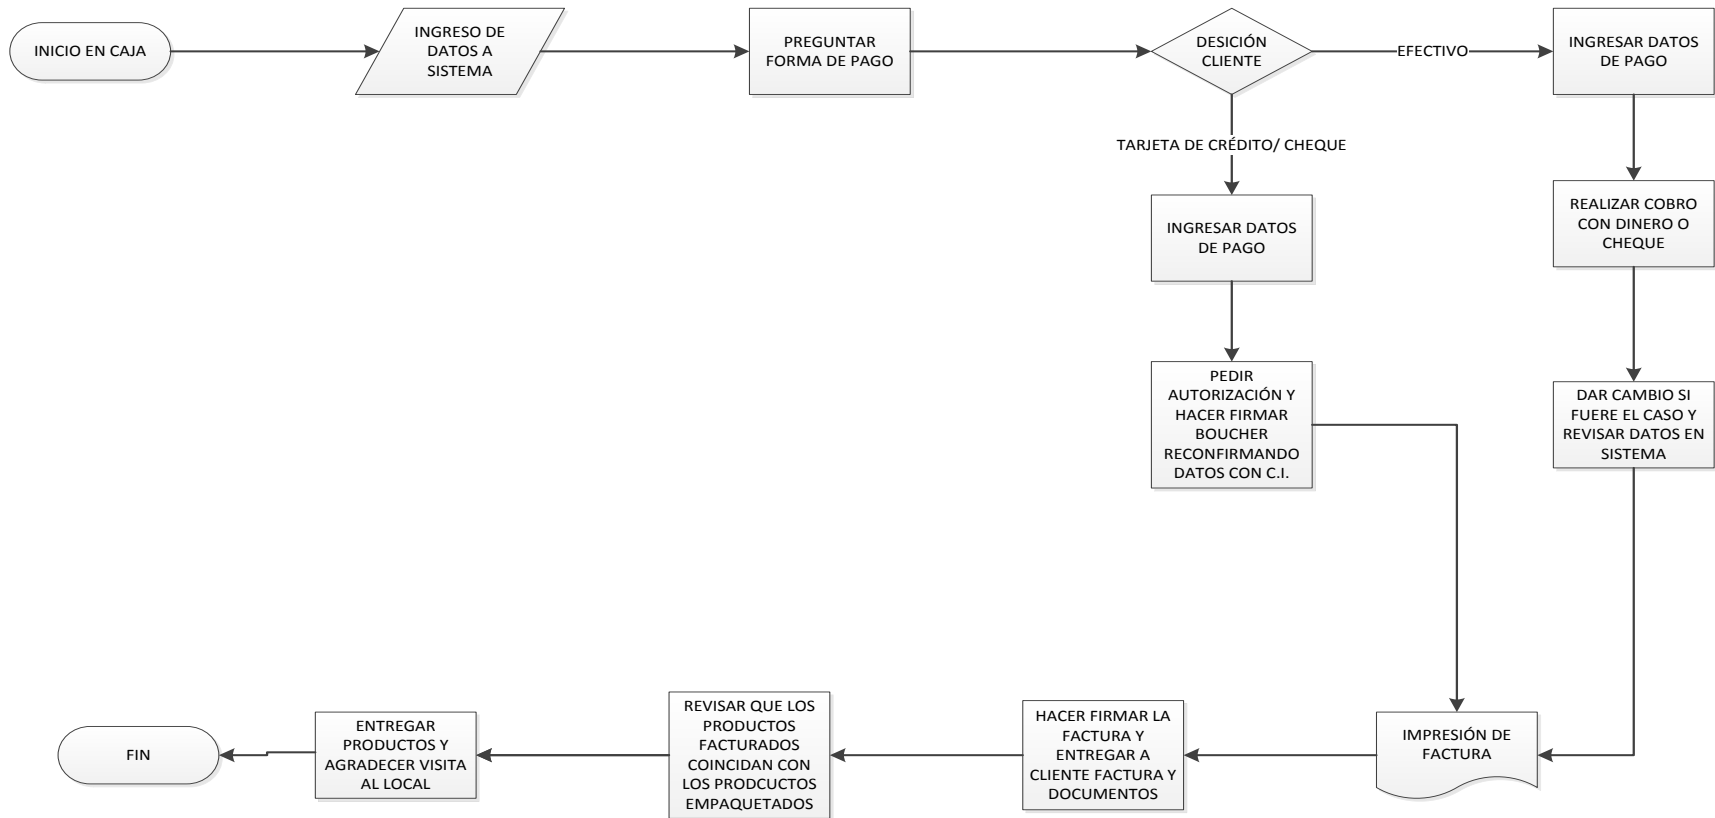 INICIO EN CAJA
INGRESO DE
DATOS A
SISTEMA
PREGUNTAR
FORMA DE PAGO
DESICIÓN
CLIENTE
EFECTIVO
INGRESAR DATOS
DE PAGO
TARJETA DE CRÉDITO/ CHEQUE
INGRESAR DATOS
DE PAGO
REALIZAR COBRO
CON DINERO O
CHEQUE
PEDIR
AUTORIZACIÓN Y
HACER FIRMAR
BOUCHER
RECONFIRMANDO
DATOS CON C.I.
DAR CAMBIO SI
FUERE EL CASO Y
REVISAR DATOS EN
SISTEMA
IMPRESIÓN DE
FACTURA
HACER FIRMAR LA
FACTURA Y
ENTREGAR A
CLIENTE FACTURA Y
DOCUMENTOS
REVISAR QUE LOS
PRODUCTOS
FACTURADOS
COINCIDAN CON
LOS PRODCUCTOS
EMPAQUETADOS
ENTREGAR
PRODUCTOS Y
AGRADECER VISITA
AL LOCAL
FIN